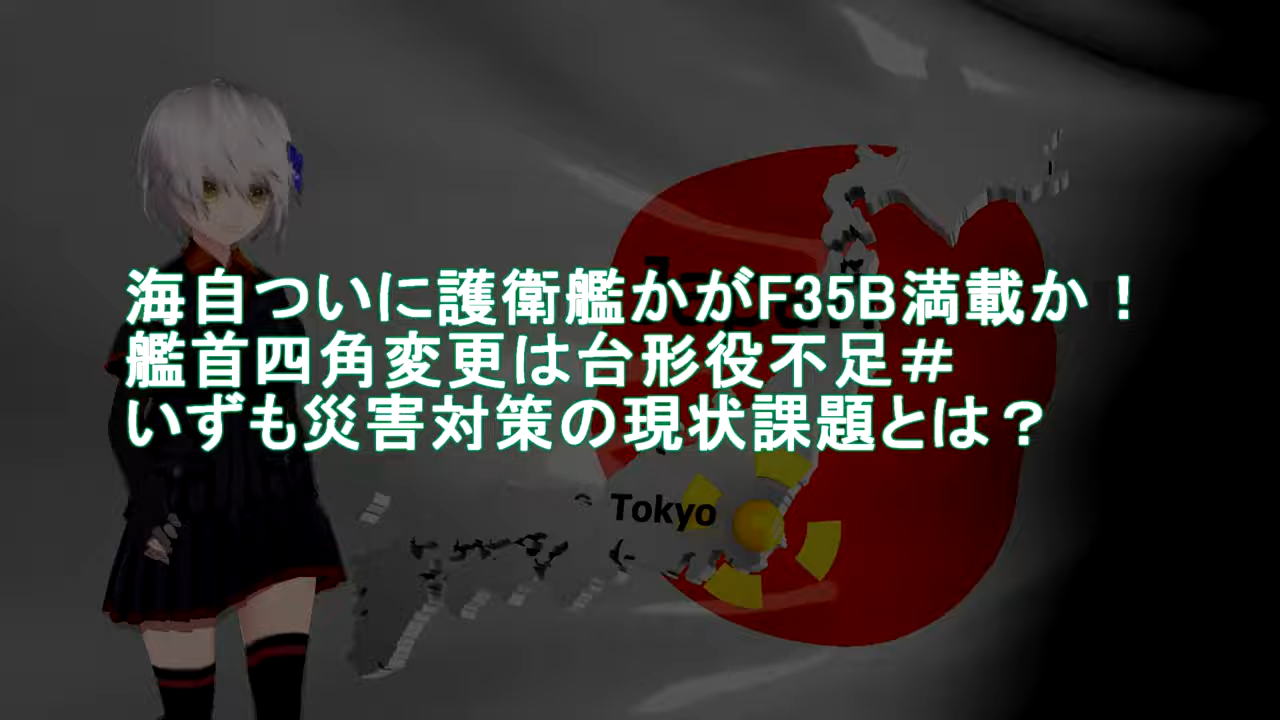 海自ついに護衛艦かがF35B満載か！
艦首四角変更は台形役不足＃
いずも災害対策の現状課題とは？
Japan
Tokyo